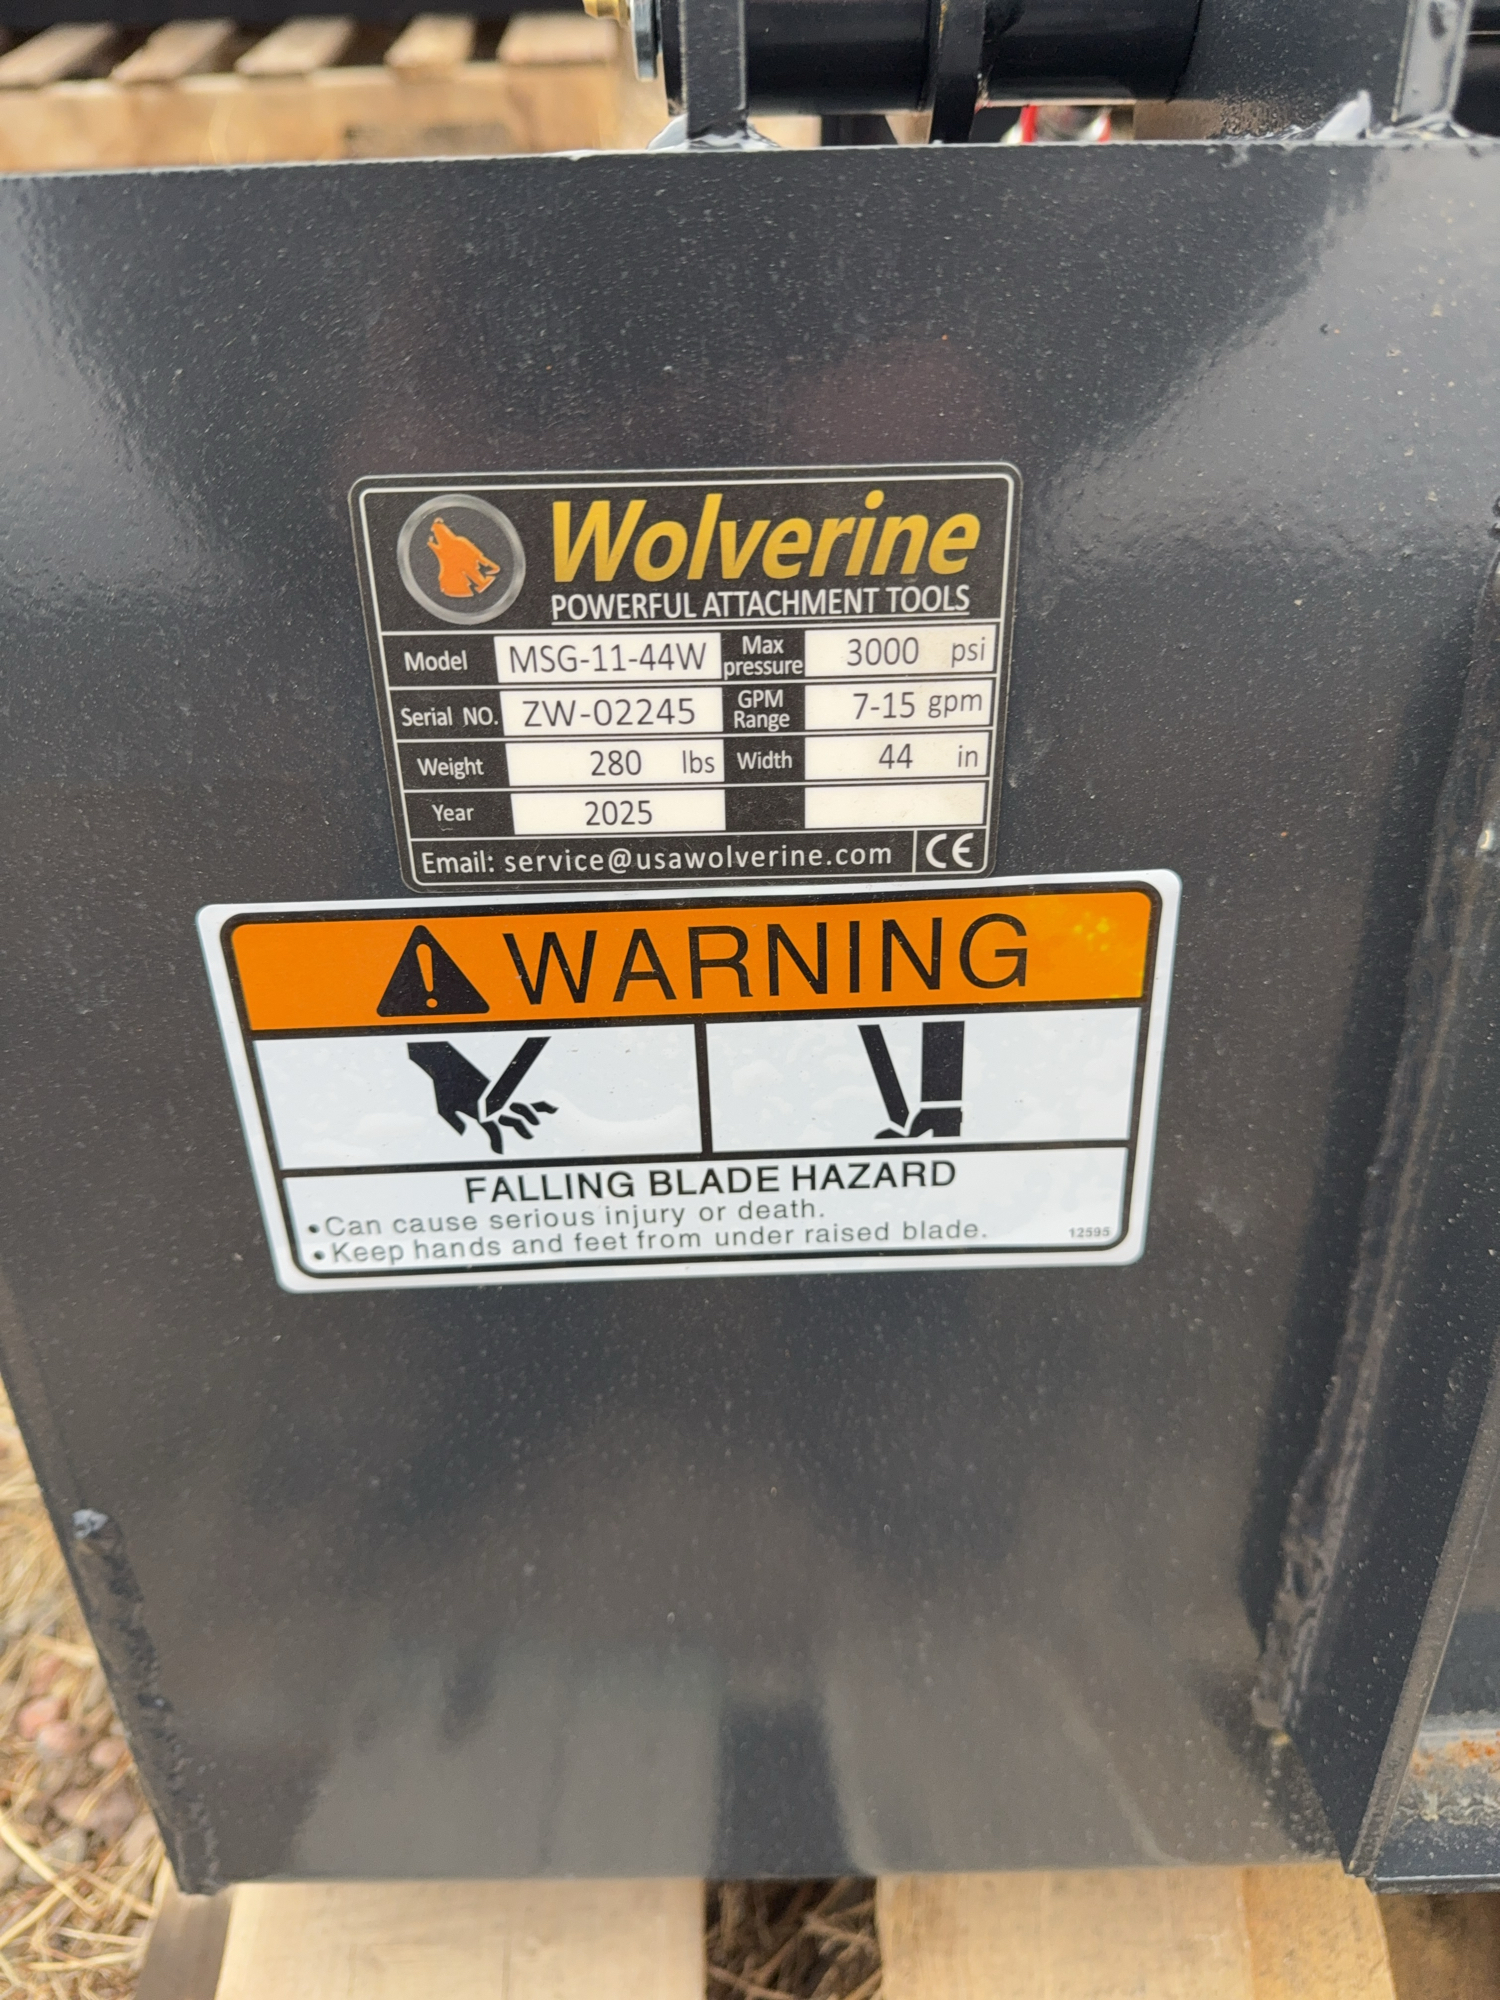 Wolverine
POWERFUL ATTACHMENT TOOLS
Model MSG-11-44W Max pressure 3000 psi
Serial NO. ZW-02245 GPM Range 7-15 gpm
Weight 280 lbs Width 44 in
Year 2025
Email: service@usawolverine.com CE
WARNING
FALLING BLADE HAZARD
•Can cause serious injury or death.
•Keep hands and feet from under raised blade. 12595